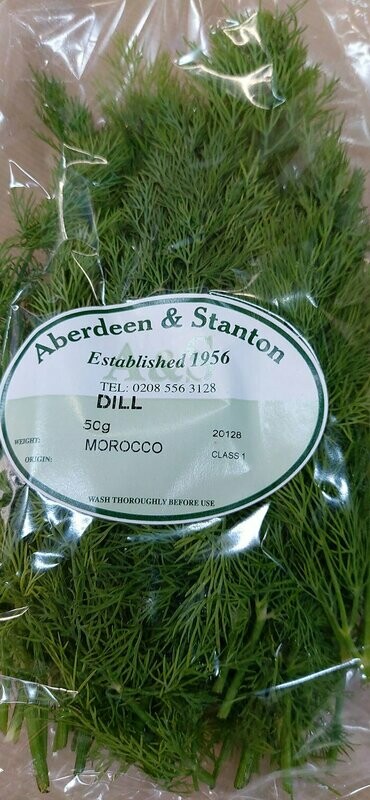 Aberdeen & Stanton
Established 1956
TEL: 0208 556 3128
DILL
WEIGHT: 50g 20128
ORIGIN: MOROCCO CLASS 1
WASH THOROUGHLY BEFORE USE